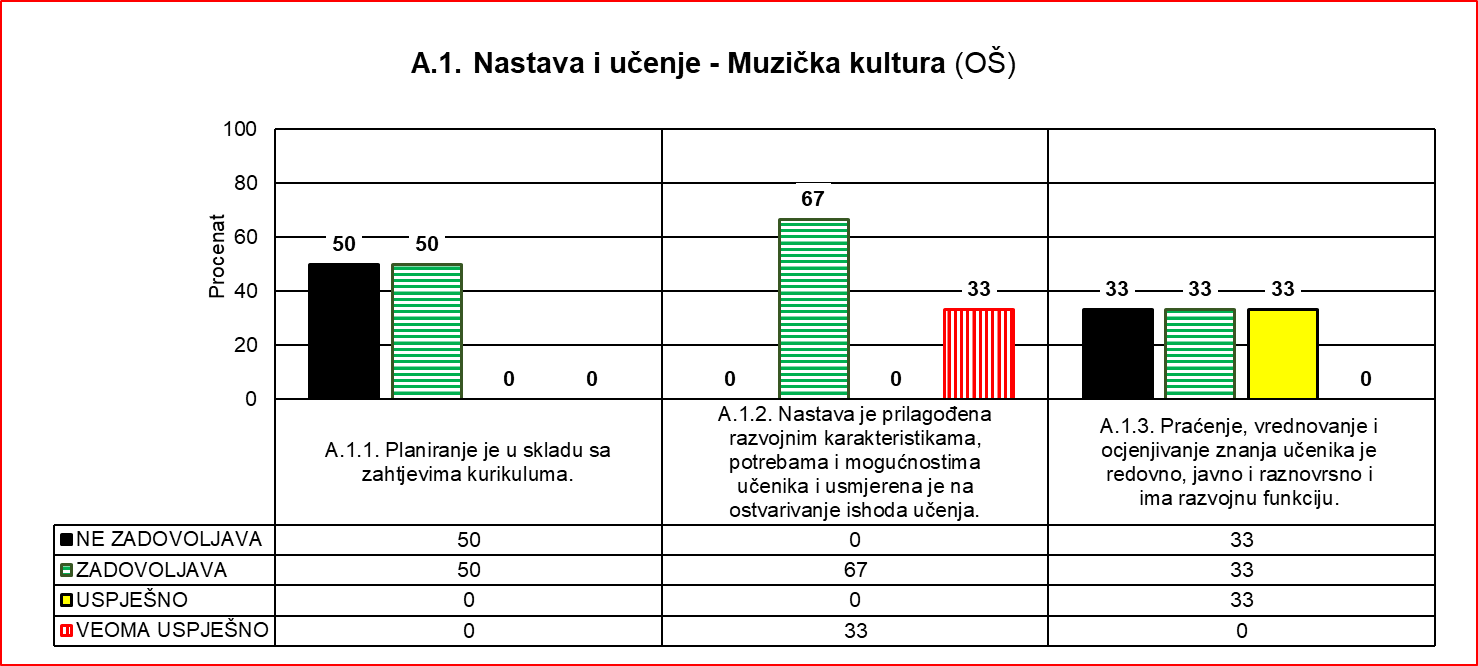 A.1. Nastava i učenje - Muzička kultura (OŠ)
Procenat
100
80
60
40
20
0
50
50
0
0
0
67
0
33
33
33
33
0
A.1.1. Planiranje je u skladu sa
zahtjevima kurikuluma.
A.1.2. Nastava je prilagođena
razvojnim karakteristikama,
potrebama i mogućnostima
učenika i usmjerena je na
ostvarivanje ishoda učenja.
A.1.3. Praćenje, vrednovanje i
ocjenjivanje znanja učenika je
redovno, javno i raznovrsno i
ima razvojnu funkciju.
NE ZADOVOLJAVA 50 0 33
ZADOVOLJAVA 50 67 33
USPJEŠNO 0 0 33
VEOMA USPJEŠNO 0 33 0